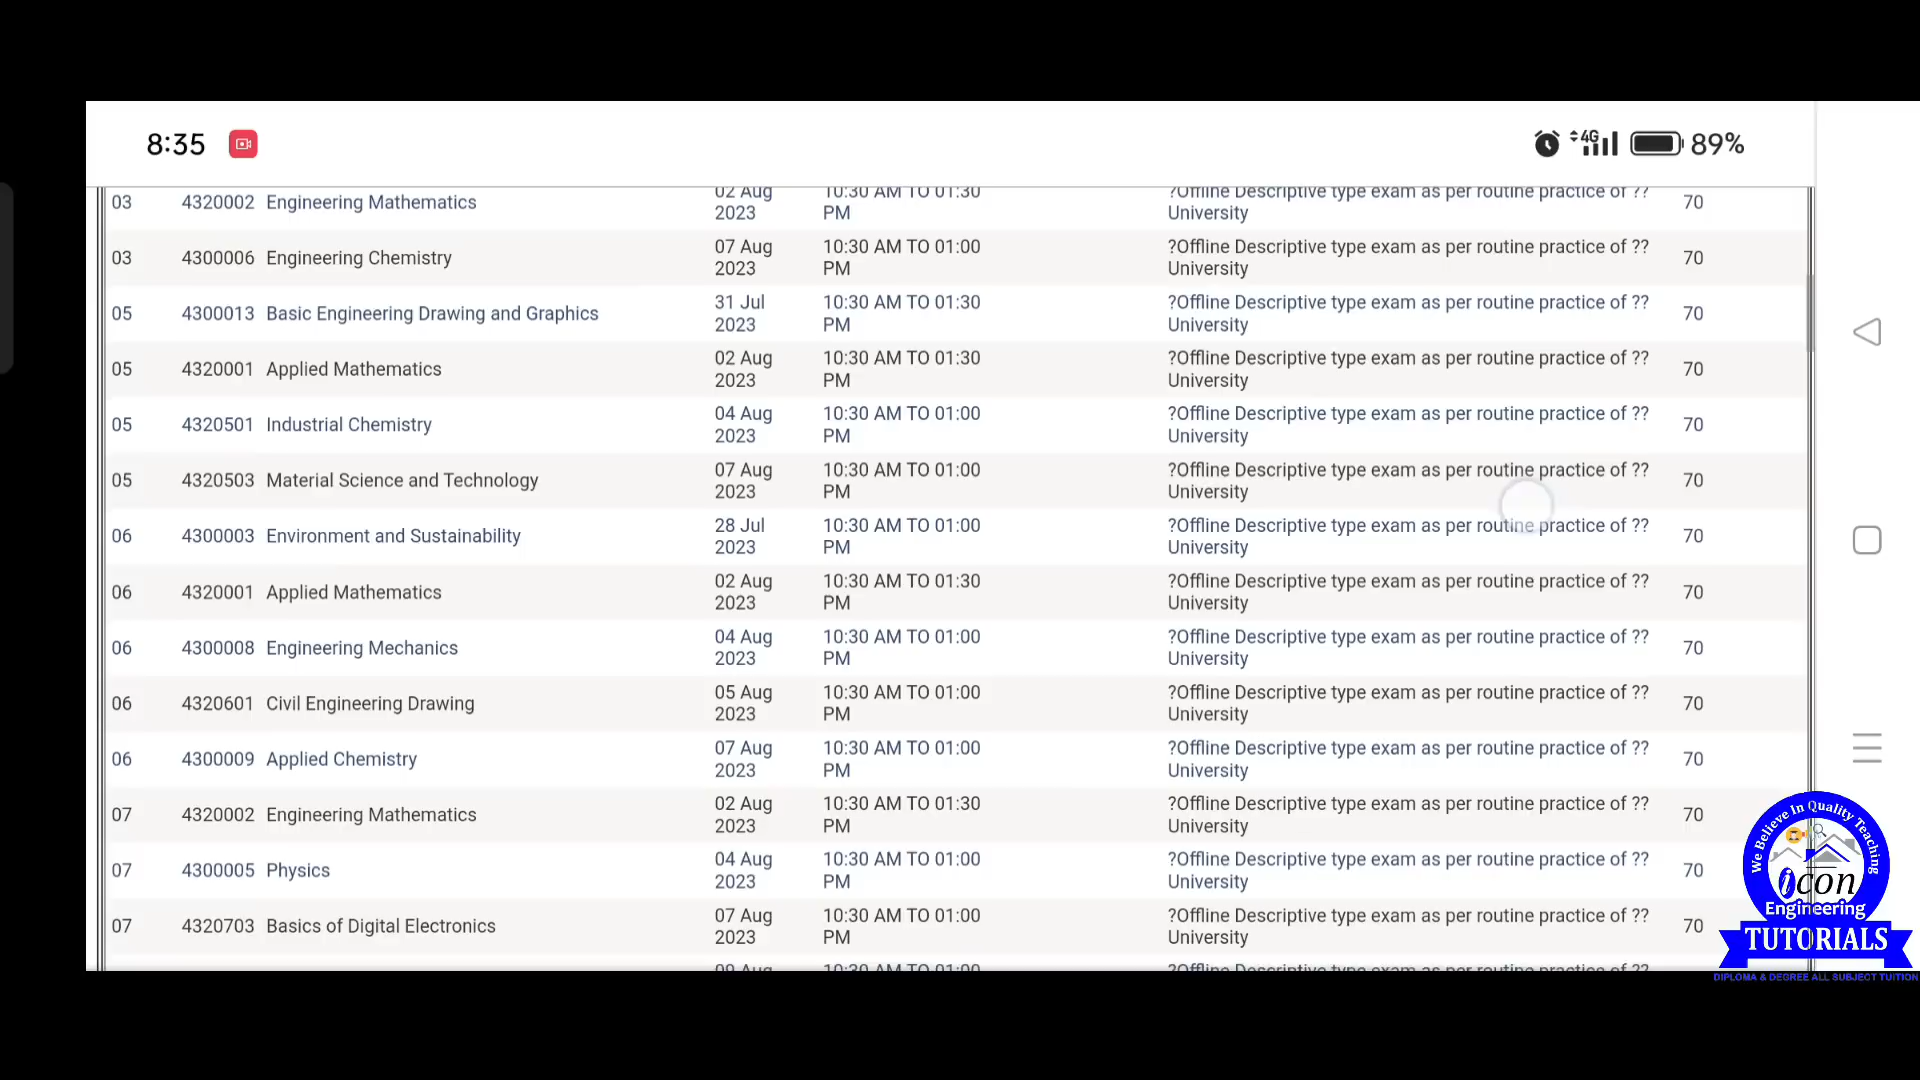 8:35 4G 89%
03 4320002 Engineering Mathematics 02 Aug 10:30 AM TO 01:30 ?Offline Descriptive type exam as per routine practice of ?? 70
2023 PM University
03 4300006 Engineering Chemistry 07 Aug 10:30 AM TO 01:00 ?Offline Descriptive type exam as per routine practice of ?? 70
2023 PM University
05 4300013 Basic Engineering Drawing and Graphics 31 Jul 10:30 AM TO 01:30 ?Offline Descriptive type exam as per routine practice of ?? 70
2023 PM University
05 4320001 Applied Mathematics 02 Aug 10:30 AM TO 01:30 ?Offline Descriptive type exam as per routine practice of ?? 70
2023 PM University
05 4320501 Industrial Chemistry 04 Aug 10:30 AM TO 01:00 ?Offline Descriptive type exam as per routine practice of ?? 70
2023 PM University
05 4320503 Material Science and Technology 07 Aug 10:30 AM TO 01:00 ?Offline Descriptive type exam as per routine practice of ?? 70
2023 PM University
06 4300003 Environment and Sustainability 28 Jul 10:30 AM TO 01:00 ?Offline Descriptive type exam as per routine practice of ?? 70
2023 PM University
06 4320001 Applied Mathematics 02 Aug 10:30 AM TO 01:30 ?Offline Descriptive type exam as per routine practice of ?? 70
2023 PM University
06 4300008 Engineering Mechanics 04 Aug 10:30 AM TO 01:00 ?Offline Descriptive type exam as per routine practice of ?? 70
2023 PM University
06 4320601 Civil Engineering Drawing 05 Aug 10:30 AM TO 01:00 ?Offline Descriptive type exam as per routine practice of ?? 70
2023 PM University
06 4300009 Applied Chemistry 07 Aug 10:30 AM TO 01:00 ?Offline Descriptive type exam as per routine practice of ?? 70
2023 PM University
07 4320002 Engineering Mathematics 02 Aug 10:30 AM TO 01:30 ?Offline Descriptive type exam as per routine practice of ?? 70
2023 PM University
07 4300005 Physics 04 Aug 10:30 AM TO 01:00 ?Offline Descriptive type exam as per routine practice of ?? 70
2023 PM University
07 4320703 Basics of Digital Electronics 07 Aug 10:30 AM TO 01:00 ?Offline Descriptive type exam as per routine practice of ?? 70
2023 PM University
10:30 AM TO 01:00 ?Offline Descriptive type exam as per routine practice of ??
We Believe In Quality Teaching
icon
Engineering
TUTORIALS
DIPLOMA & DEGREE ALL SUBJECT TUITION